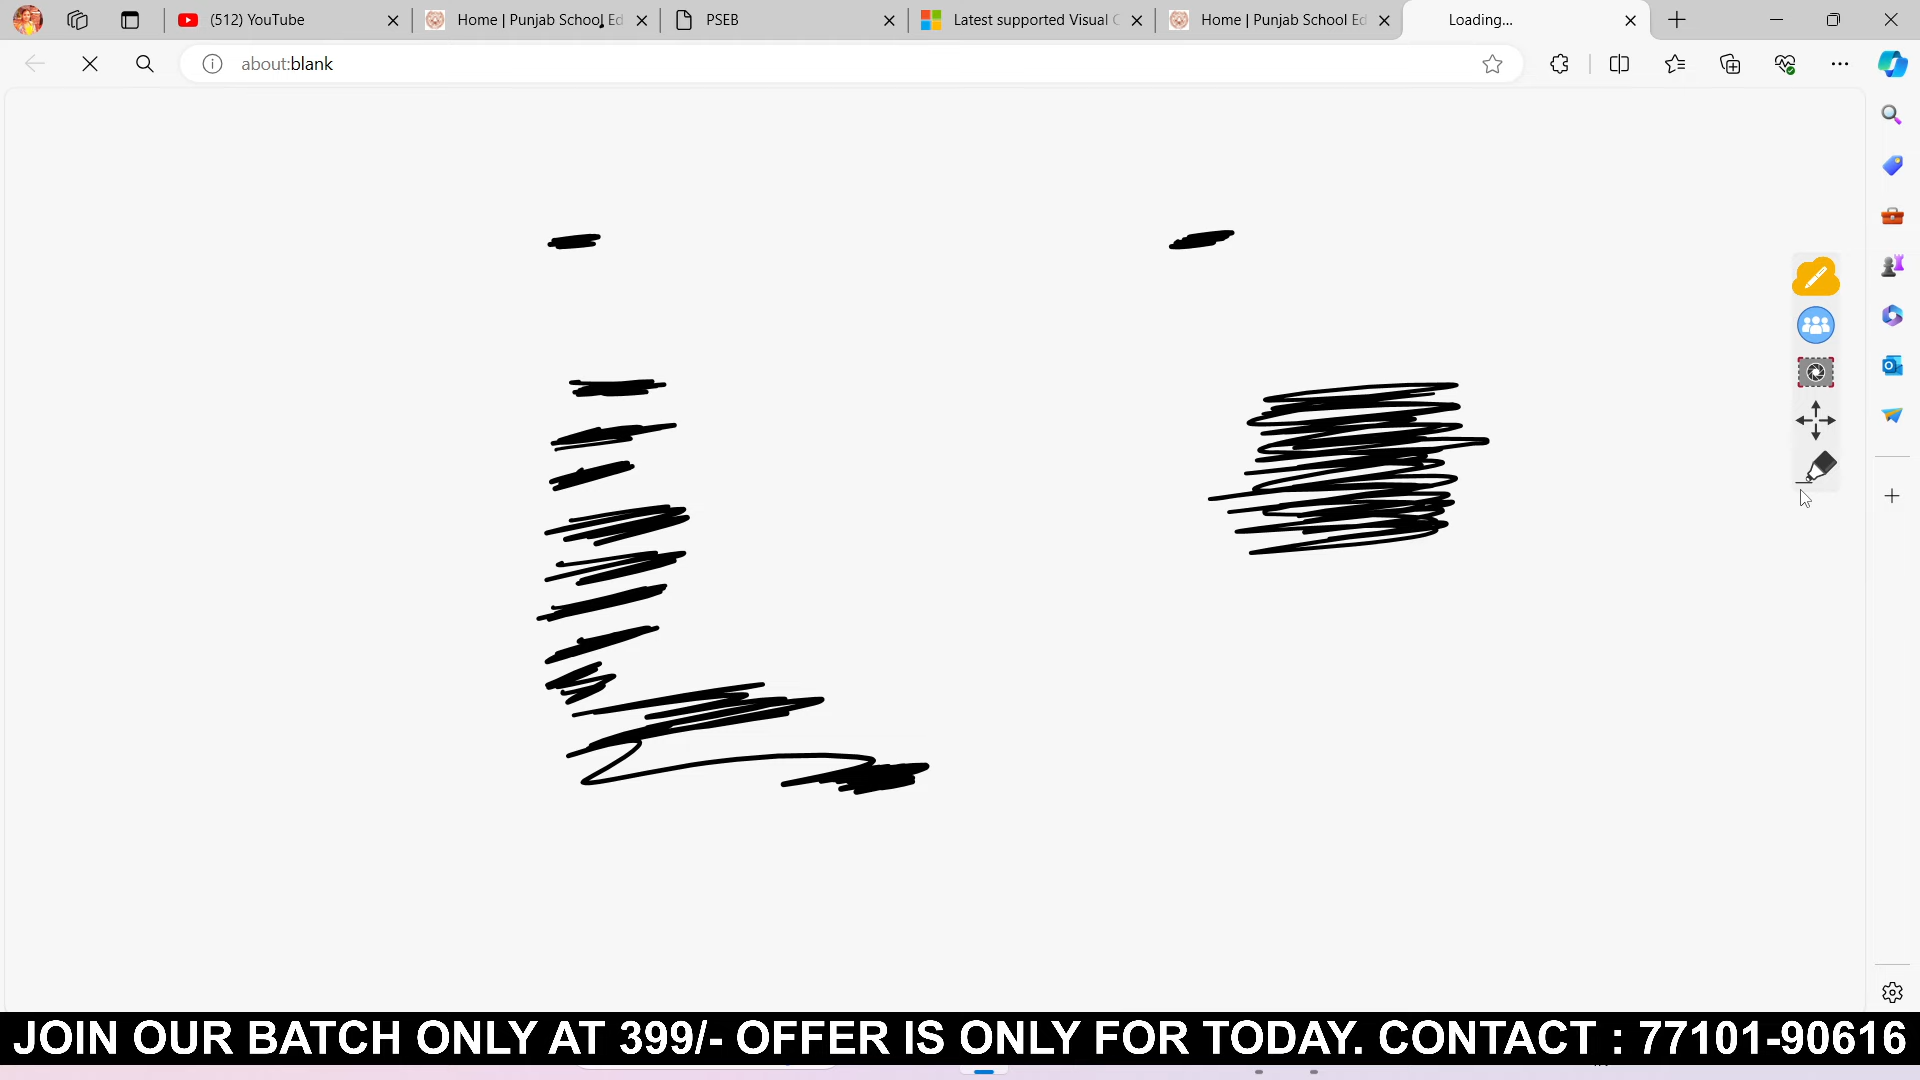 (512) YouTube
Home | Punjab School Ed
PSEB
Latest supported Visual C
Home | Punjab School Ed
Loading...
about:blank
JOIN OUR BATCH ONLY AT 399/- OFFER IS ONLY FOR TODAY. CONTACT : 77101-90616